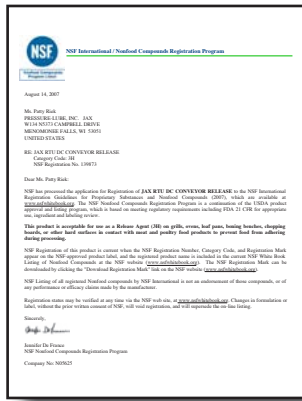 NSF
Nonfood Compounds
Program Listed
NSF International / Nonfood Compounds Registration Program
August 14, 2007
Ms. Patty Riek
PRESSURE-LUBE, INC. JAX
W134 N5373 CAMPBELL DRIVE
MENOMONEE FALLS, WI 53051
UNITED STATES
RE: JAX RTU DC CONVEYOR RELEASE
Category Code: 3H
NSF Registration No. 139873
Dear Ms. Patty Riek:
NSF has processed the application for Registration of JAX RTU DC CONVEYOR RELEASE to the NSF International
Registration Guidelines for Proprietary Substances and Nonfood Compounds (2007), which are available at
www.nsfwhitebook.org. The NSF Nonfood Compounds Registration Program is a continuation of the USDA product
approval and listing program, which is based on meeting regulatory requirements including FDA 21 CFR for appropriate
use, ingredient and labeling review.
This product is acceptable for use as a Release Agent (3H) on grills, ovens, loaf pans, boning benches, chopping
boards, or other hard surfaces in contact with meat and poultry food products to prevent food from adhering
during processing.
NSF Registration of this product is current when the NSF Registration Number, Category Code, and Registration Mark
appear on the NSF-approved product label, and the registered product name is included in the current NSF White Book
Listing of Nonfood Compounds at the NSF website (www.nsfwhitebook.org). The NSF Registration Mark can be
downloaded by clicking the "Download Registration Mark" link on the NSF website (www.nsfwhitebook.org).
NSF Listing of all registered Nonfood Compounds by NSF International is not an endorsement of those compounds, or of
any performance or efficacy claims made by the manufacturer.
Registration status may be verified at any time via the NSF web site, at www.nsfwhitebook.org. Changes in formulation or
label, without the prior written consent of NSF, will void registration, and will supersede the on-line listing.
Sincerely,
Jennifer De France
NSF Nonfood Compounds Registration Program
Company No: N05625